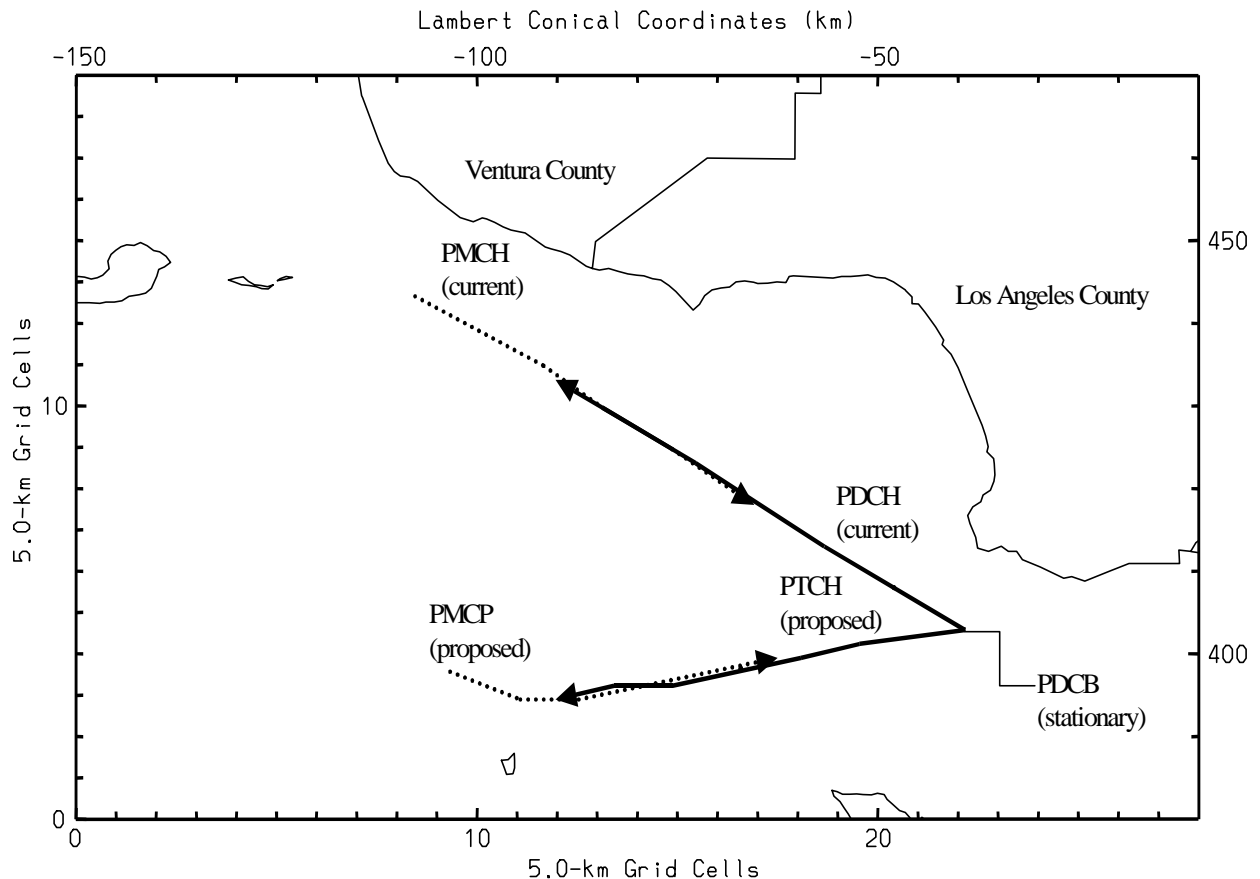 Lambert Conical Coordinates (km)
-150 -100 -50
Ventura County
PMCH
(current)
450
Los Angeles County
10
5.0-km Grid Cells
PDCH
(current)
PTCH
(proposed)
PMCP
(proposed)
400
PDCB
(stationary)
0
0 10 20
5.0-km Grid Cells